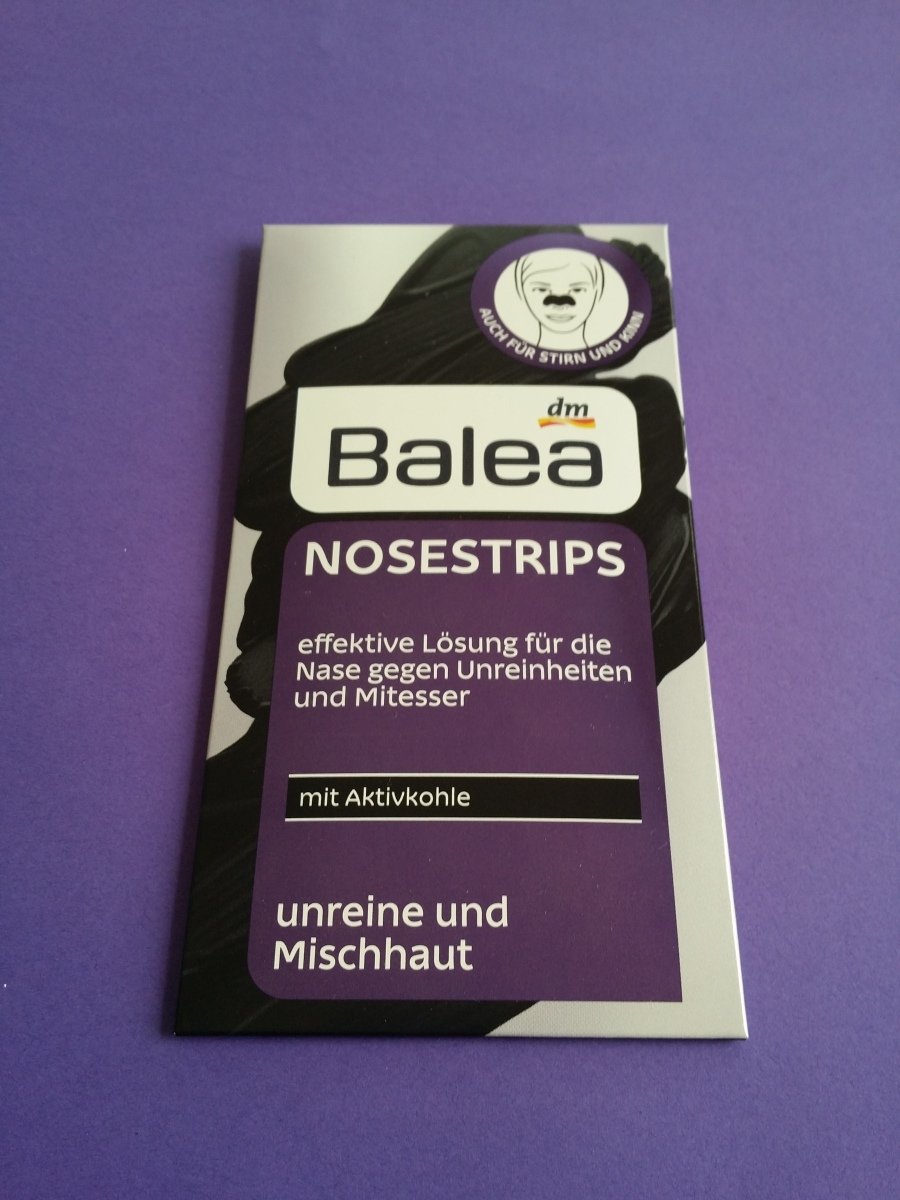 AUCH FÜR STIRN UND KINN
dm
Balea
NOSESTRIPS
effektive Lösung für die
Nase gegen Unreinheiten
und Mitesser
mit Aktivkohle
unreine und
Mischhaut